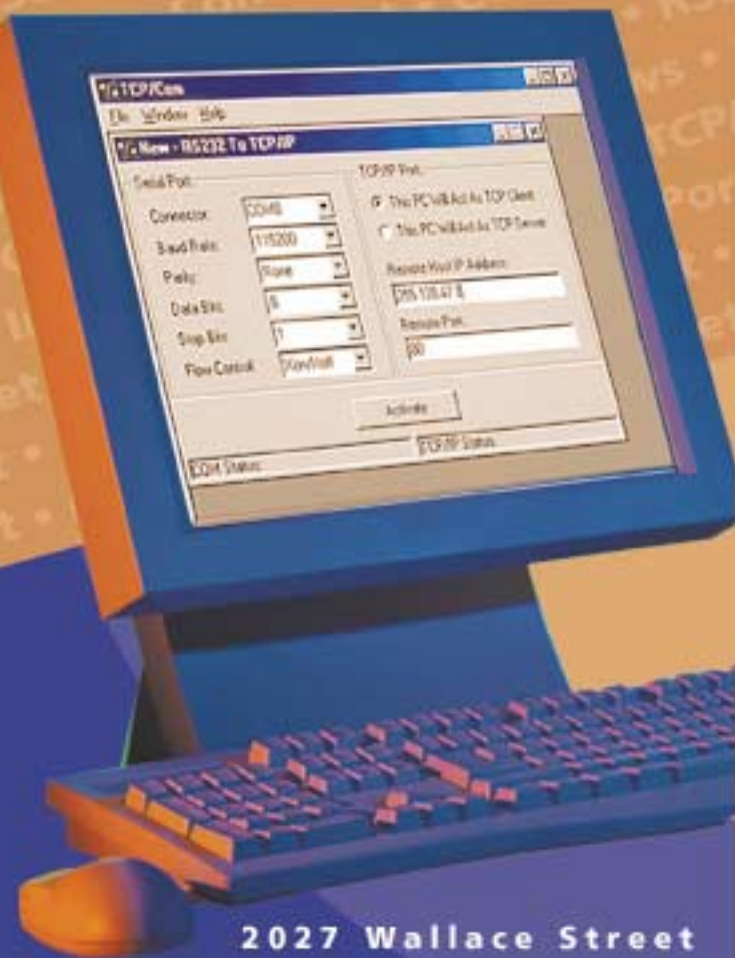 TCP/Com
File Window Help
New - RS232 To TCP/IP
Serial Port:
TCP/IP Port:
Connector:
This PC Will Act As TCP Client
Baud Rate:
115200
This PC Will Act As TCP Server
Parity:
None
Remote Host IP Address:
Data Bits:
8
Stop Bits:
1
Remote Port:
80
Flow Control:
Xon/Xoff
Activate
COM Status:
TCP/IP Status:
2027 Wallace Street